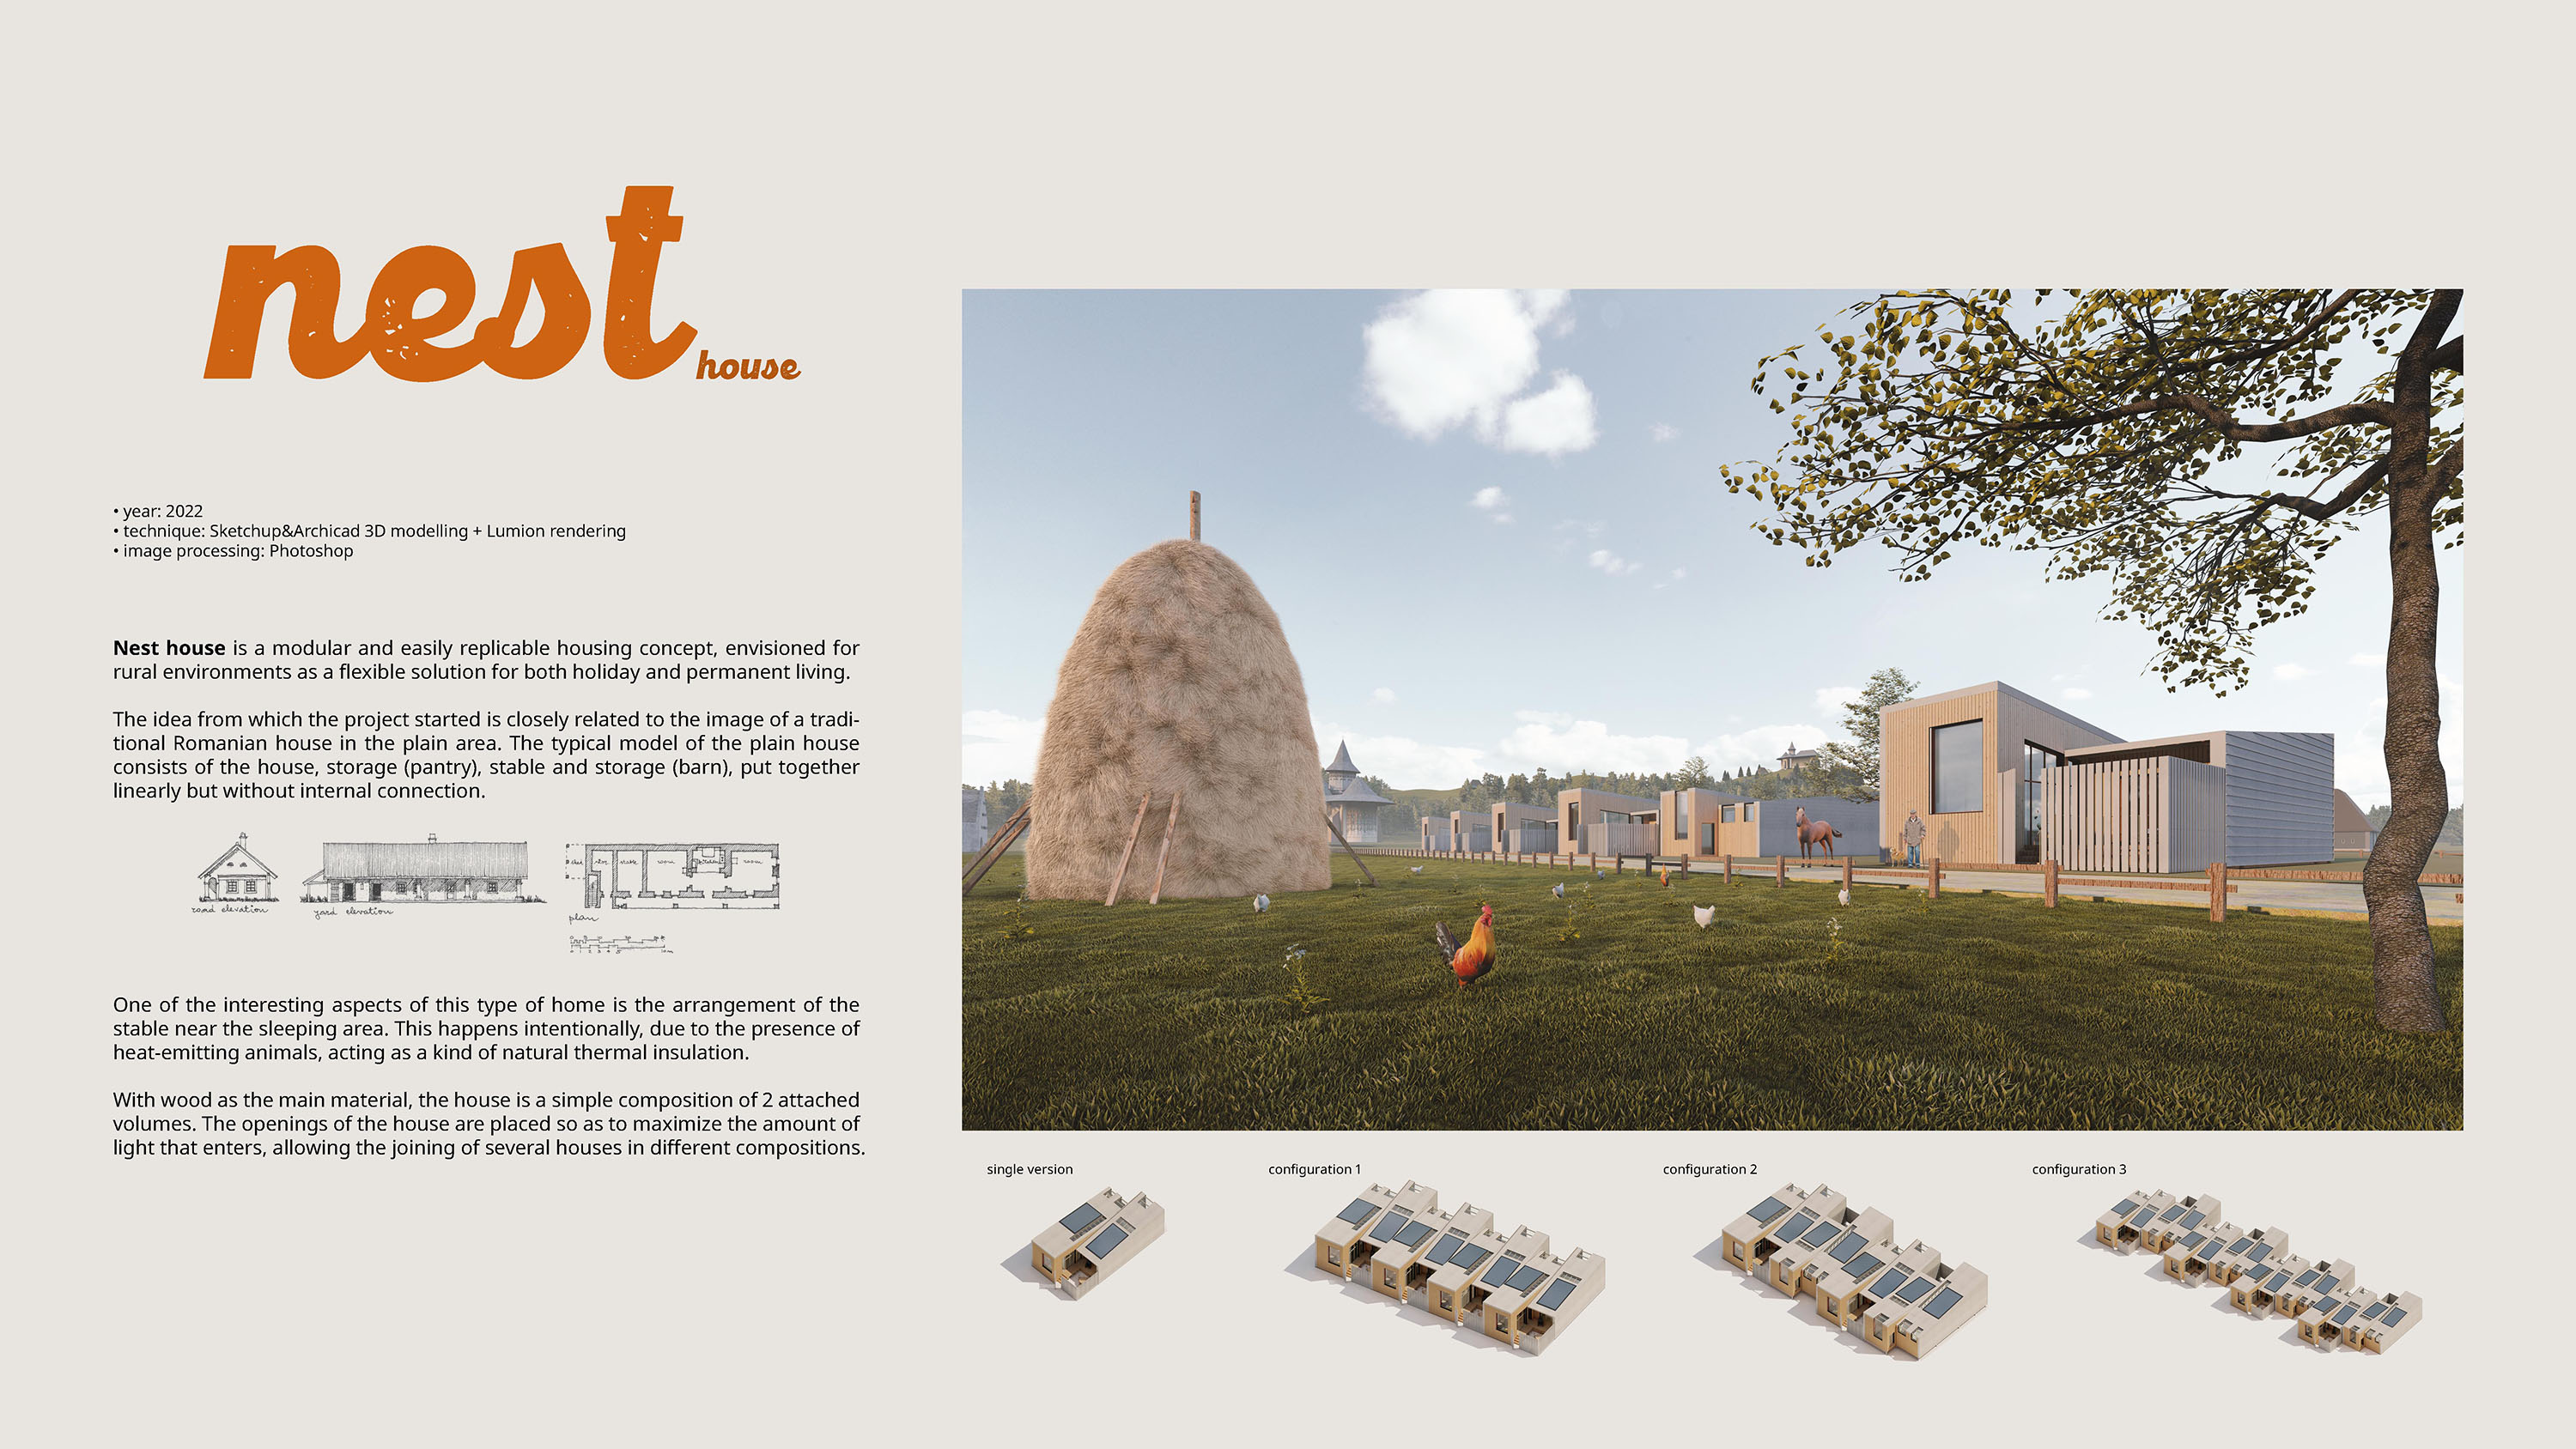 nest
house
• year: 2022
• technique: Sketchup&Archicad 3D modelling + Lumion rendering
• image processing: Photoshop
Nest house is a modular and easily replicable housing concept, envisioned for
rural environments as a flexible solution for both holiday and permanent living.
The idea from which the project started is closely related to the image of a tradi-
tional Romanian house in the plain area. The typical model of the plain house
consists of the house, storage (pantry), stable and storage (barn), put together
linearly but without internal connection.
road elevation
yard elevation
plan
One of the interesting aspects of this type of home is the arrangement of the
stable near the sleeping area. This happens intentionally, due to the presence of
heat-emitting animals, acting as a kind of natural thermal insulation.
With wood as the main material, the house is a simple composition of 2 attached
volumes. The openings of the house are placed so as to maximize the amount of
light that enters, allowing the joining of several houses in different compositions.
single version
configuration 1
configuration 2
configuration 3